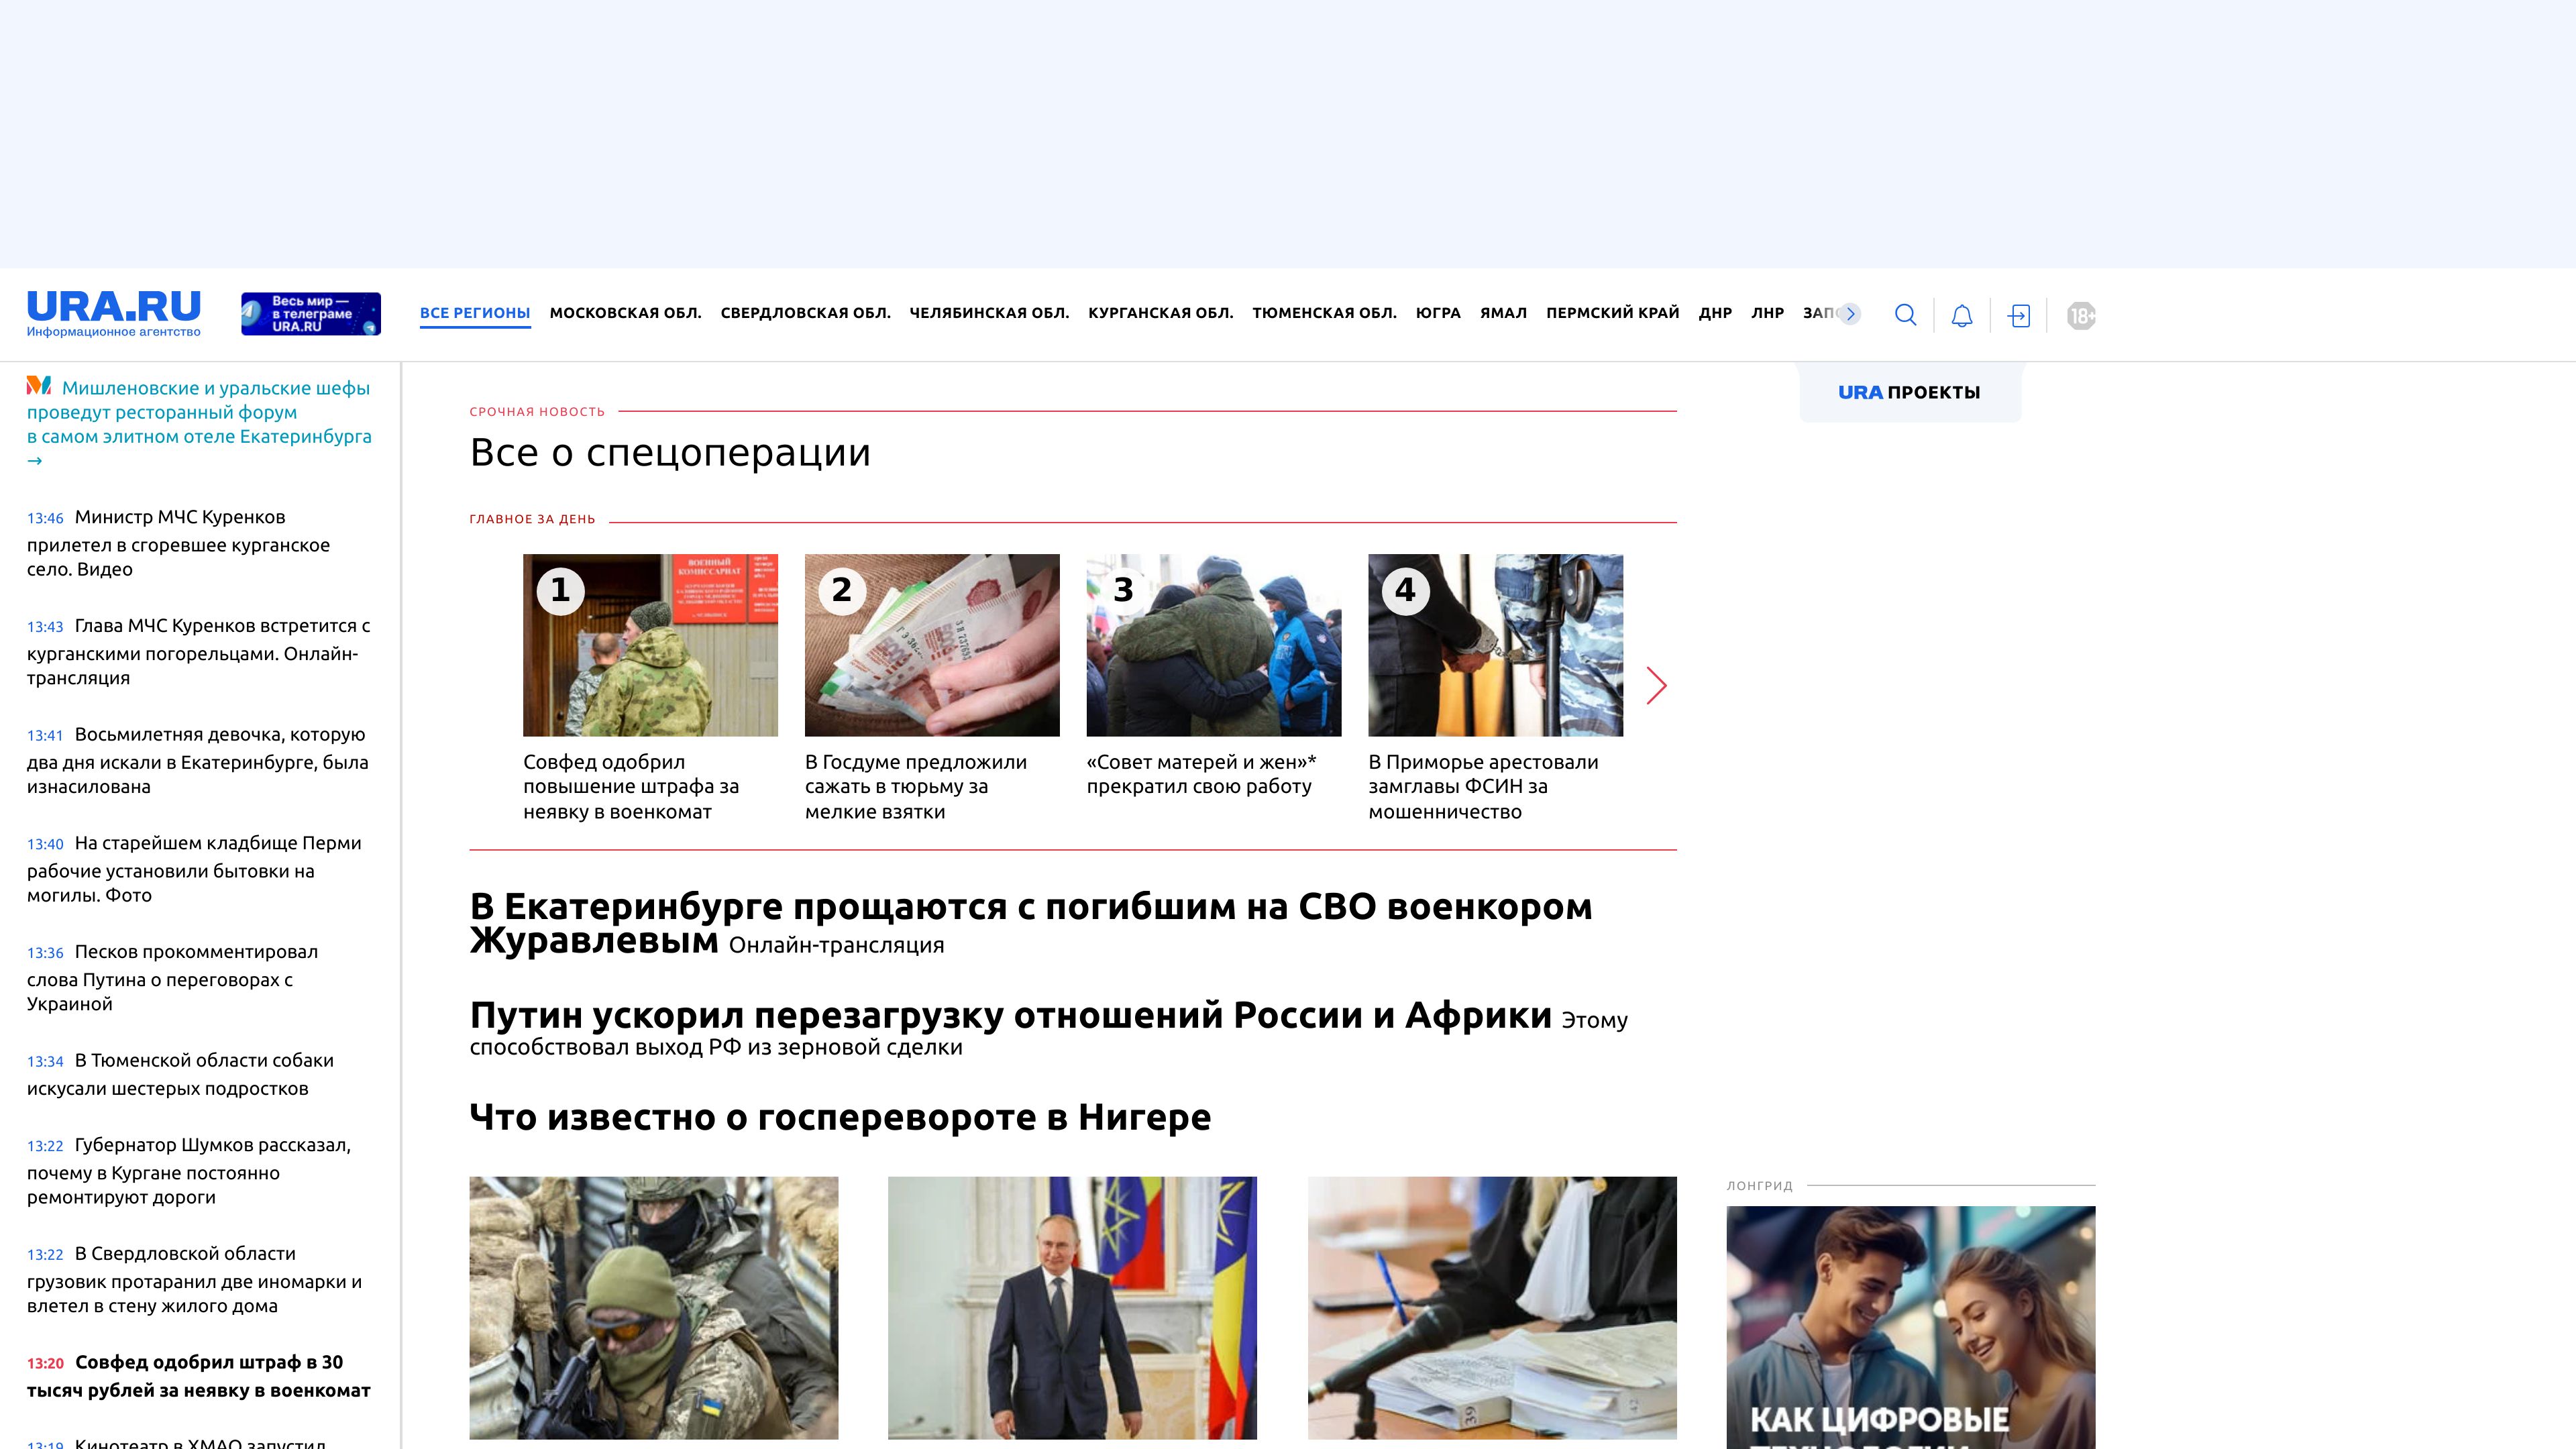 URA.RU
Информационное агентство
Весь мир —
в телеграме
URA.RU
ВСЕ РЕГИОНЫ МОСКОВСКАЯ ОБЛ. СВЕРДЛОВСКАЯ ОБЛ. ЧЕЛЯБИНСКАЯ ОБЛ. КУРГАНСКАЯ ОБЛ. ТЮМЕНСКАЯ ОБЛ. ЮГРА ЯМАЛ ПЕРМСКИЙ КРАЙ ДНР ЛНР
18+
Мишленовские и уральские шефы
проведут ресторанный форум
в самом элитном отеле Екатеринбурга
→
13:46 Министр МЧС Куренков
прилетел в сгоревшее курганское
село. Видео
13:43 Глава МЧС Куренков встретится с
курганскими погорельцами. Онлайн-
трансляция
13:41 Восьмилетняя девочка, которую
два дня искали в Екатеринбурге, была
изнасилована
13:40 На старейшем кладбище Перми
рабочие установили бытовки на
могилы. Фото
13:36 Песков прокомментировал
слова Путина о переговорах с
Украиной
13:34 В Тюменской области собаки
искусали шестерых подростков
13:22 Губернатор Шумков рассказал,
почему в Кургане постоянно
ремонтируют дороги
13:22 В Свердловской области
грузовик протаранил две иномарки и
влетел в стену жилого дома
13:20 Совфед одобрил штраф в 30
тысяч рублей за неявку в военкомат
13:19 Кинотеатр в ХМАО запустил
СРОЧНАЯ НОВОСТЬ
Все о спецоперации
ГЛАВНОЕ ЗА ДЕНЬ
1
ВОЕННЫЙ
КОМИССАРИАТ
Совфед одобрил
повышение штрафа за
неявку в военкомат
2
В Госдуме предложили
сажать в тюрьму за
мелкие взятки
3
«Совет матерей и жен»*
прекратил свою работу
4
В Приморье арестовали
замглавы ФСИН за
мошенничество
В Екатеринбурге прощаются с погибшим на СВО военкором
Журавлевым Онлайн-трансляция
Путин ускорил перезагрузку отношений России и Африки Этому
способствовал выход РФ из зерновой сделки
Что известно о госперевороте в Нигере
URA ПРОЕКТЫ
ЛОНГРИД
КАК ЦИФРОВЫЕ
ТЕХНОЛОГИИ